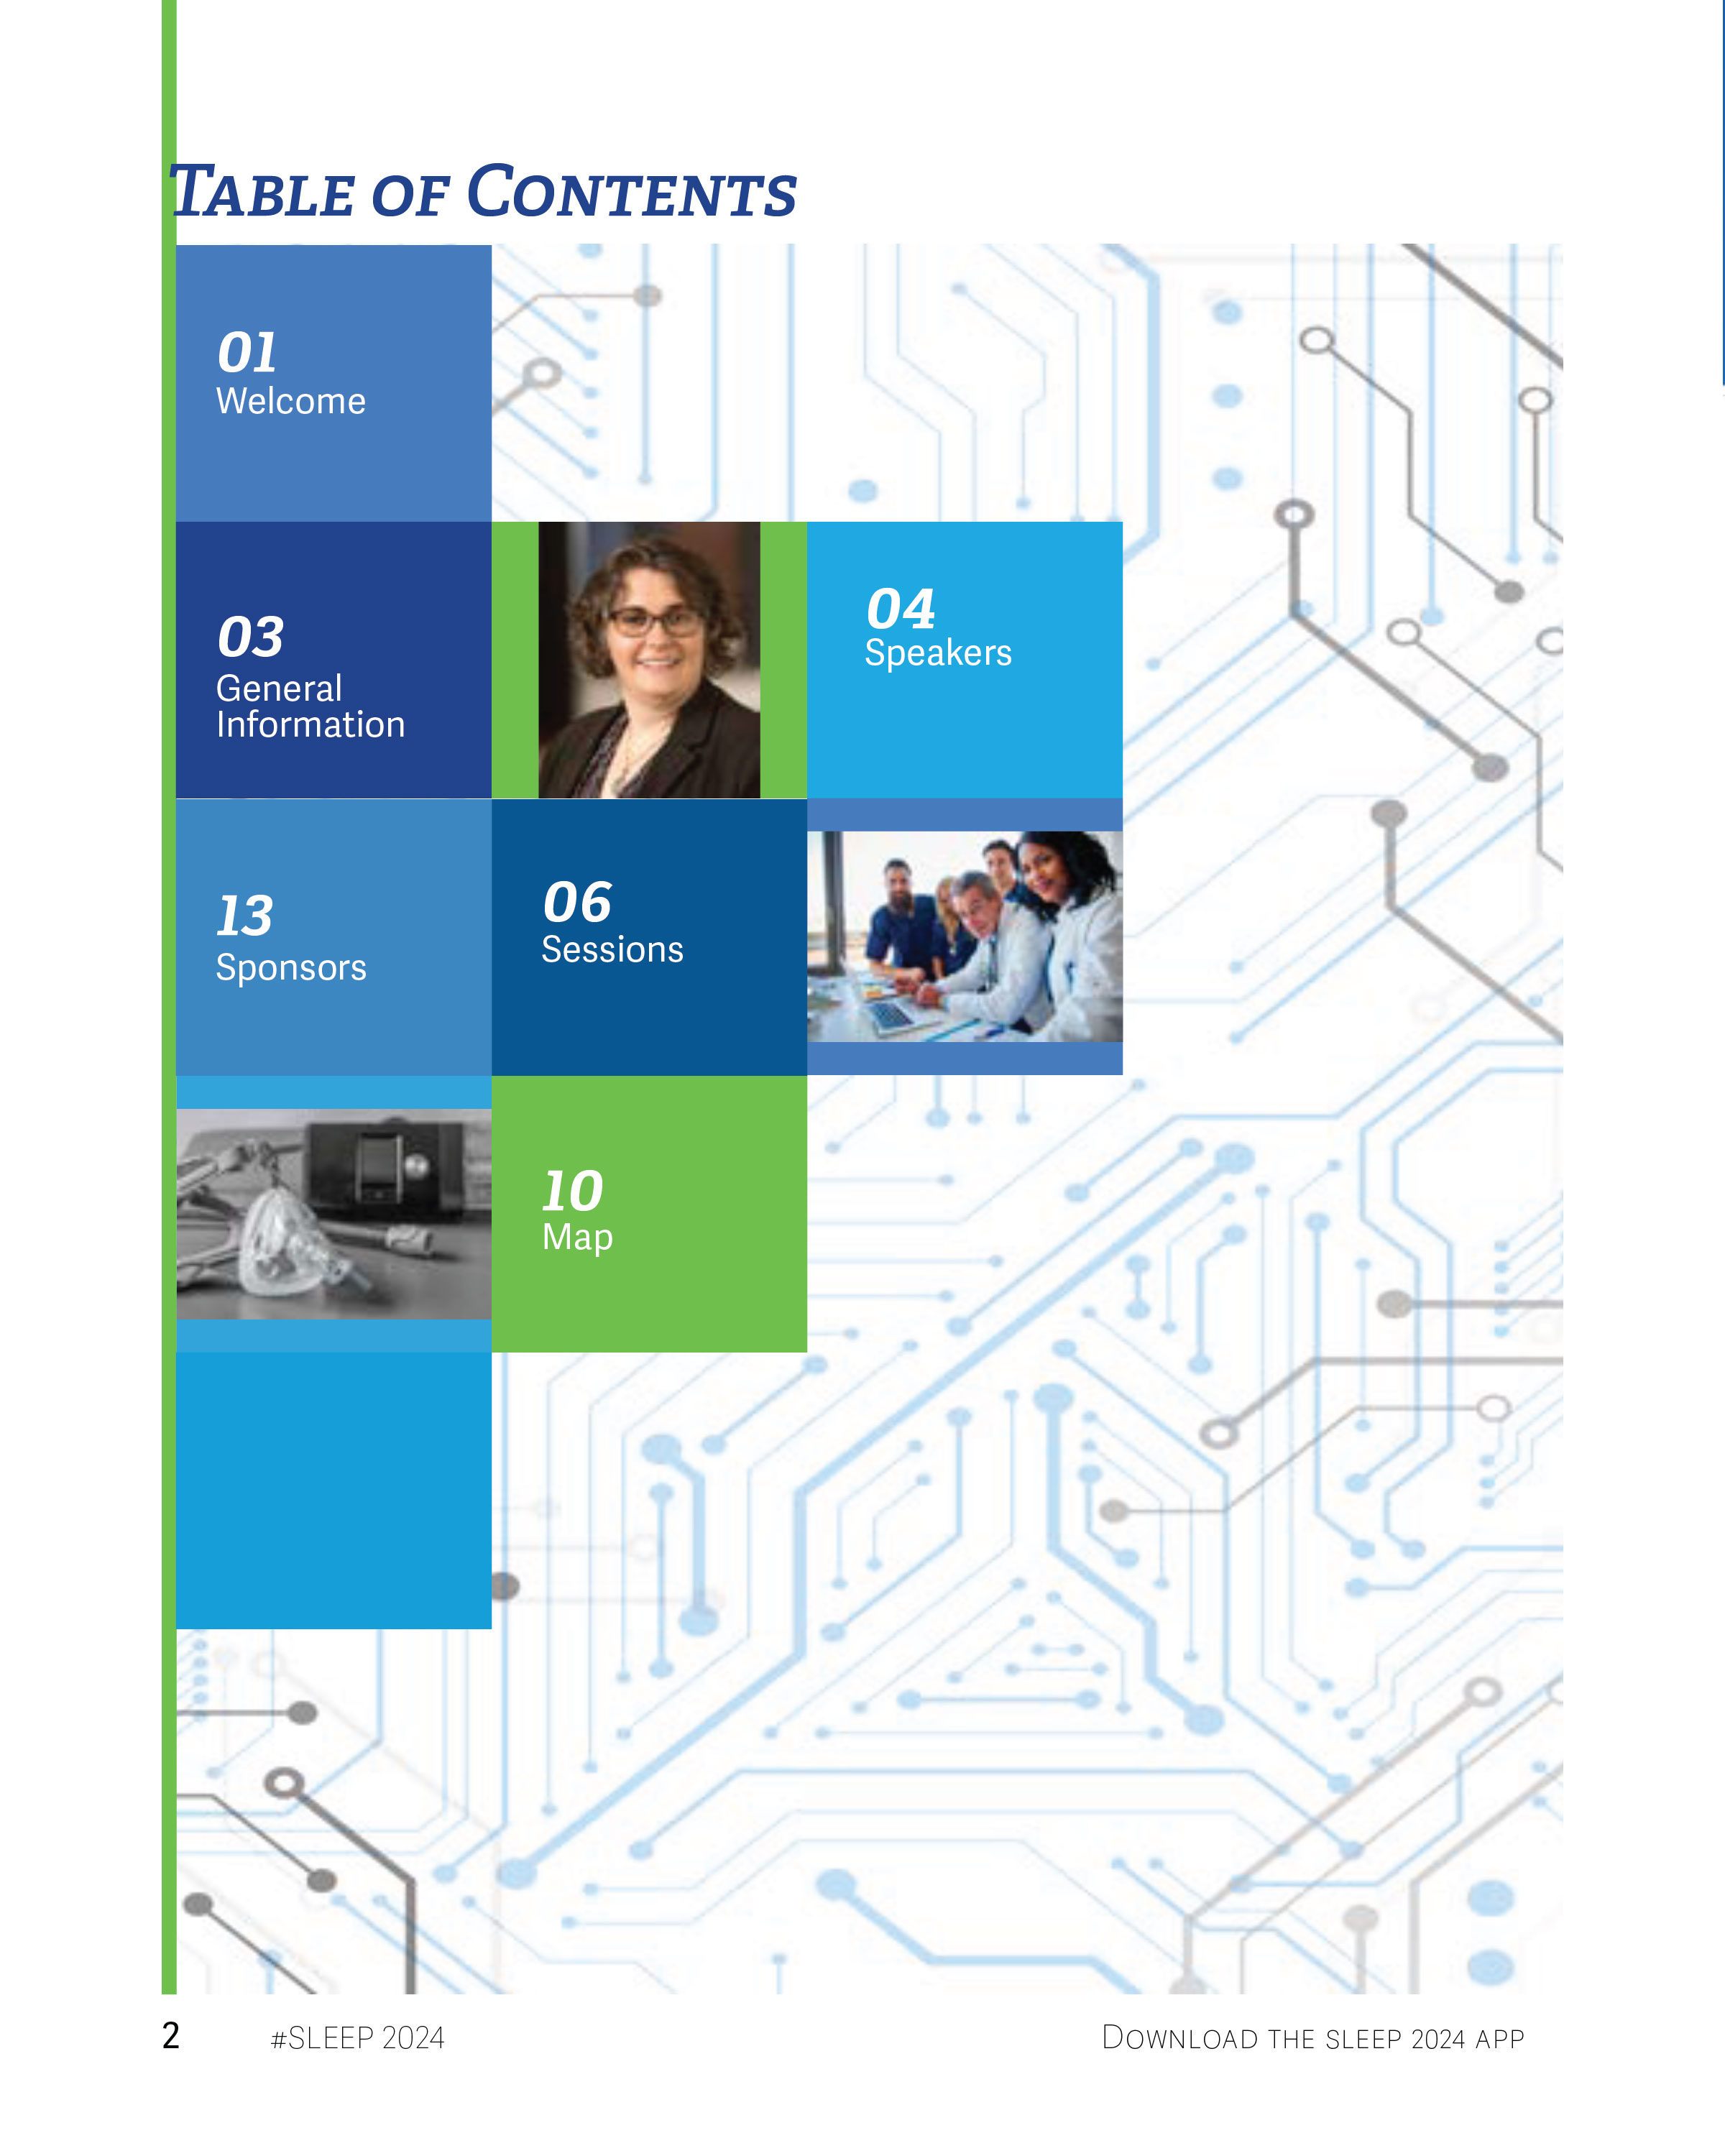 TABLE OF CONTENTS
01
Welcome
03
General
Information
04
Speakers
13
Sponsors
06
Sessions
10
Map
2 #SLEEP 2024 DOWNLOAD THE SLEEP 2024 APP